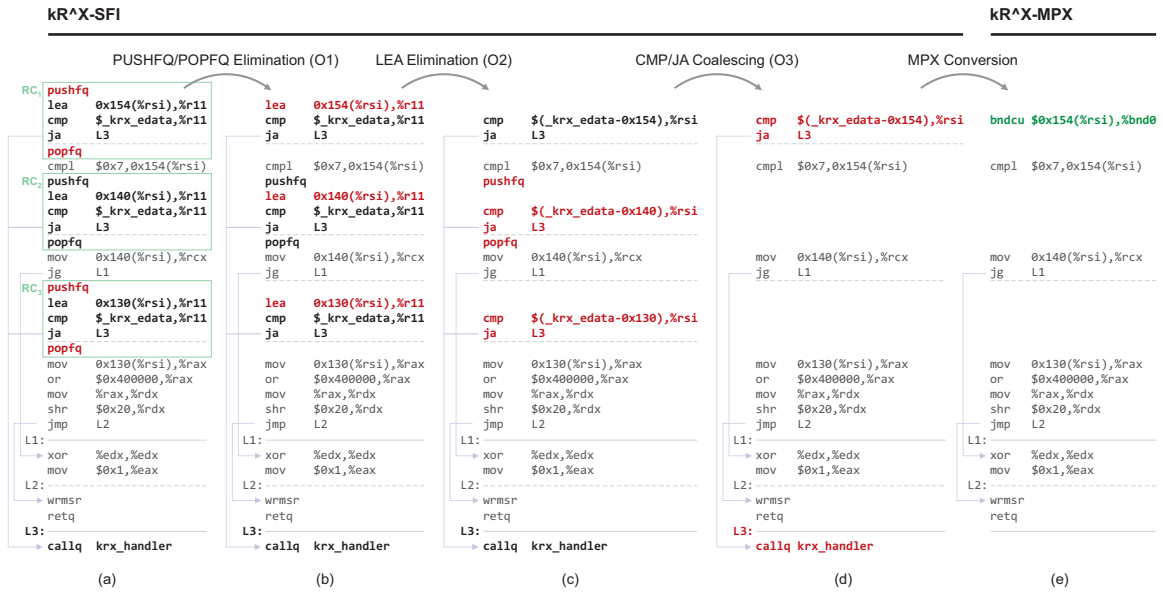 kR^X-SFI
kR^X-MPX
PUSHFQ/POPFQ Elimination (O1)
LEA Elimination (O2)
CMP/JA Coalescing (O3)
MPX Conversion
RC1
pushfq
lea 0x154(%rsi),%r11
cmp $_krx_edata,%r11
ja L3
popfq
cmpl $0x7,0x154(%rsi)
RC2
pushfq
lea 0x140(%rsi),%r11
cmp $_krx_edata,%r11
ja L3
popfq
mov 0x140(%rsi),%rcx
jg L1
RC3
pushfq
lea 0x130(%rsi),%r11
cmp $_krx_edata,%r11
ja L3
popfq
mov 0x130(%rsi),%rax
or $0x400000,%rax
mov %rax,%rdx
shr $0x20,%rdx
jmp L2
L1:
xor %edx,%edx
mov $0x1,%eax
L2:
wrmsr
retq
L3:
callq krx_handler
(a)
lea 0x154(%rsi),%r11
cmp $_krx_edata,%r11
ja L3
cmpl $0x7,0x154(%rsi)
pushfq
lea 0x140(%rsi),%r11
cmp $_krx_edata,%r11
ja L3
popfq
mov 0x140(%rsi),%rcx
jg L1
lea 0x130(%rsi),%r11
cmp $_krx_edata,%r11
ja L3
mov 0x130(%rsi),%rax
or $0x400000,%rax
mov %rax,%rdx
shr $0x20,%rdx
jmp L2
L1:
xor %edx,%edx
mov $0x1,%eax
L2:
wrmsr
retq
L3:
callq krx_handler
(b)
cmp $(_krx_edata-0x154),%rsi
ja L3
cmpl $0x7,0x154(%rsi)
pushfq
cmp $(_krx_edata-0x140),%rsi
ja L3
popfq
mov 0x140(%rsi),%rcx
jg L1
cmp $(_krx_edata-0x130),%rsi
ja L3
mov 0x130(%rsi),%rax
or $0x400000,%rax
mov %rax,%rdx
shr $0x20,%rdx
jmp L2
L1:
xor %edx,%edx
mov $0x1,%eax
L2:
wrmsr
retq
L3:
callq krx_handler
(c)
cmp $(_krx_edata-0x154),%rsi
ja L3
cmpl $0x7,0x154(%rsi)
mov 0x140(%rsi),%rcx
jg L1
mov 0x130(%rsi),%rax
or $0x400000,%rax
mov %rax,%rdx
shr $0x20,%rdx
jmp L2
L1:
xor %edx,%edx
mov $0x1,%eax
L2:
wrmsr
retq
L3:
callq krx_handler
(d)
bndcu $0x154(%rsi),%bnd0
cmpl $0x7,0x154(%rsi)
mov 0x140(%rsi),%rcx
jg L1
mov 0x130(%rsi),%rax
or $0x400000,%rax
mov %rax,%rdx
shr $0x20,%rdx
jmp L2
L1:
xor %edx,%edx
mov $0x1,%eax
L2:
wrmsr
retq
(e)